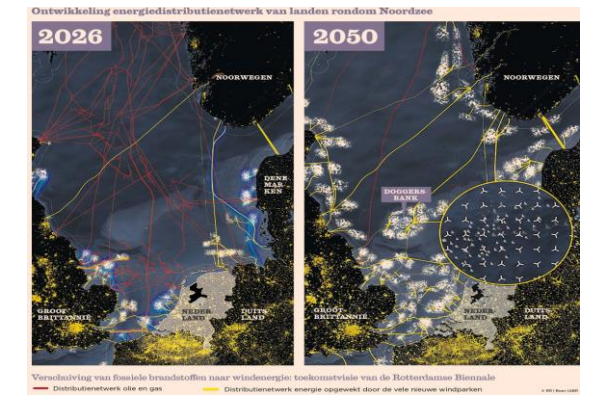 Ontwikkeling energiedistributienetwerk van landen rondom Noordzee
2026
NOORWEGEN
DENE
MAR
KEN
GROOT-
BRITTANNIË
NEDER
LAND
DUITS
LAND
2050
NOORWEGEN
DOGGERS-
BANK
GROOT-
BRITTANNIË
NEDER
LAND
DUITS-
LAND
Verschuiving van fossiele brandstoffen naar windenergie: toekomstvisie van de Rotterdamse Biennale
Distributienetwerk olie en gas
Distributienetwerk energie opgewekt door de vele nieuwe windparken